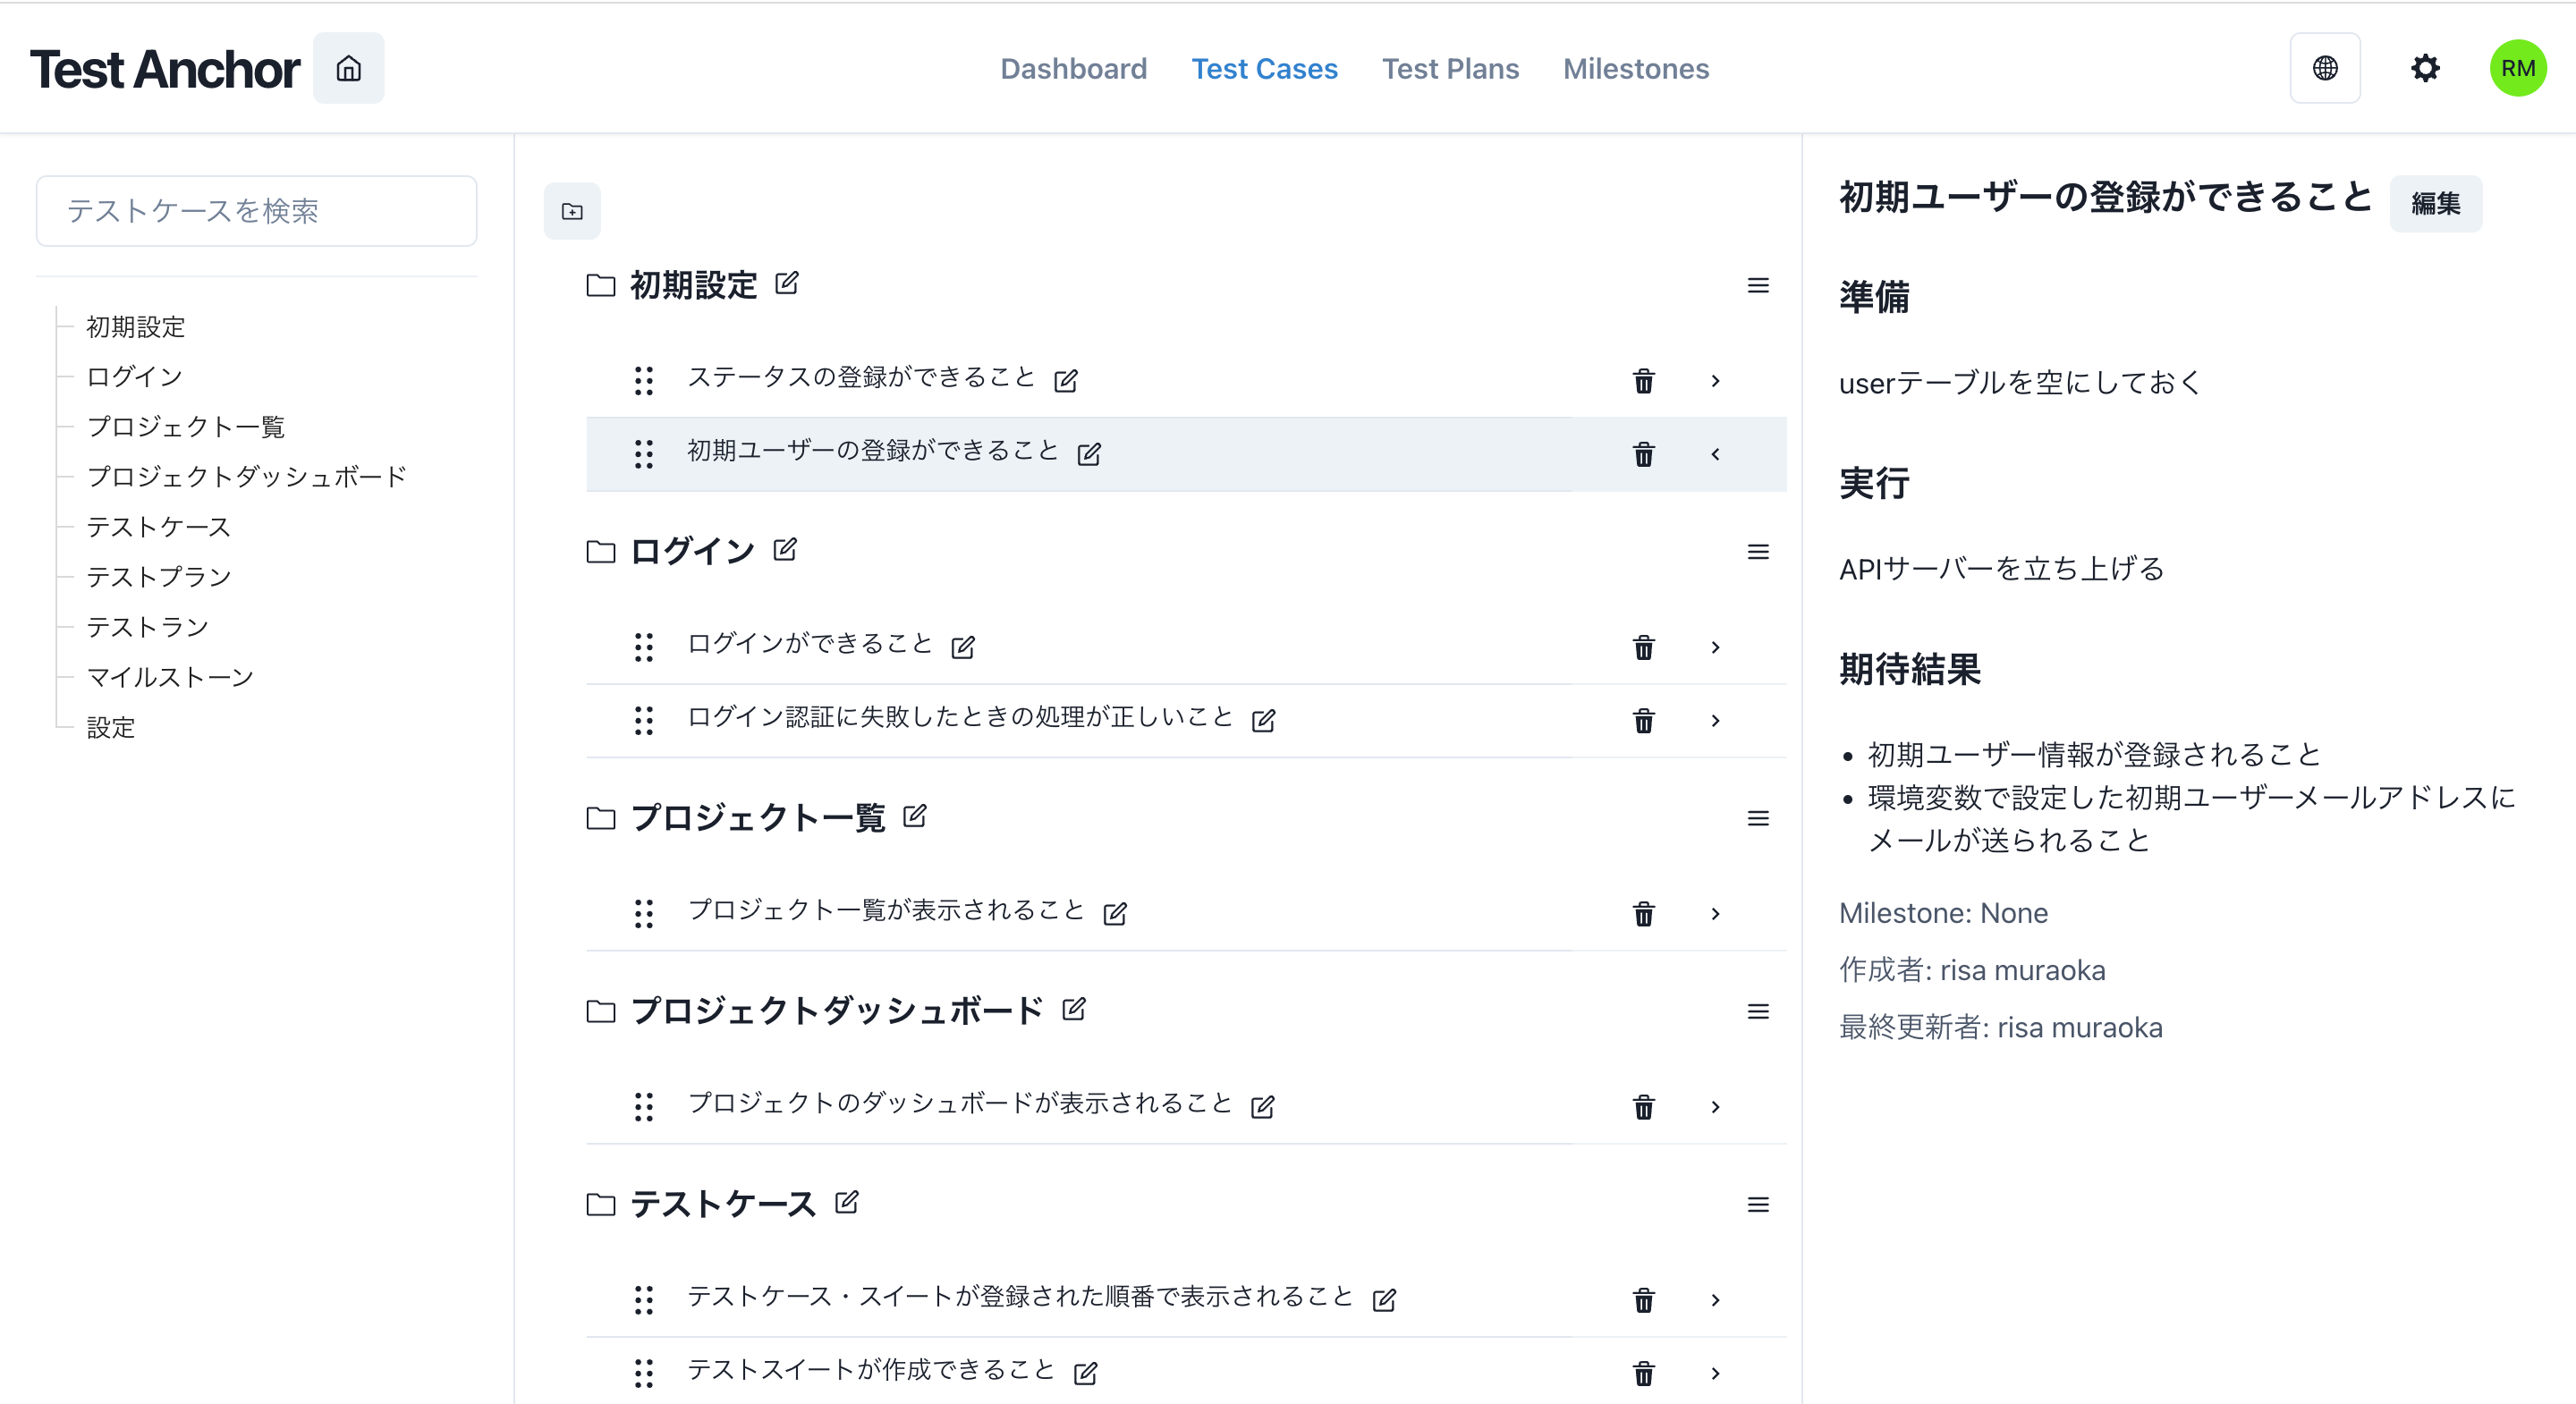 Test Anchor
Dashboard Test Cases Test Plans Milestones
RM
テストケースを検索
初期設定
ログイン
プロジェクト一覧
プロジェクトダッシュボード
テストケース
テストプラン
テストラン
マイルストーン
設定
初期設定
ステータスの登録ができること
初期ユーザーの登録ができること
ログイン
ログインができること
ログイン認証に失敗したときの処理が正しいこと
プロジェクト一覧
プロジェクト一覧が表示されること
プロジェクトダッシュボード
プロジェクトのダッシュボードが表示されること
テストケース
テストケース・スイートが登録された順番で表示されること
テストスイートが作成できること
初期ユーザーの登録ができること 編集
準備
userテーブルを空にしておく
実行
APIサーバーを立ち上げる
期待結果
• 初期ユーザー情報が登録されること
• 環境変数で設定した初期ユーザーメールアドレスに
メールが送られること
Milestone: None
作成者: risa muraoka
最終更新者: risa muraoka